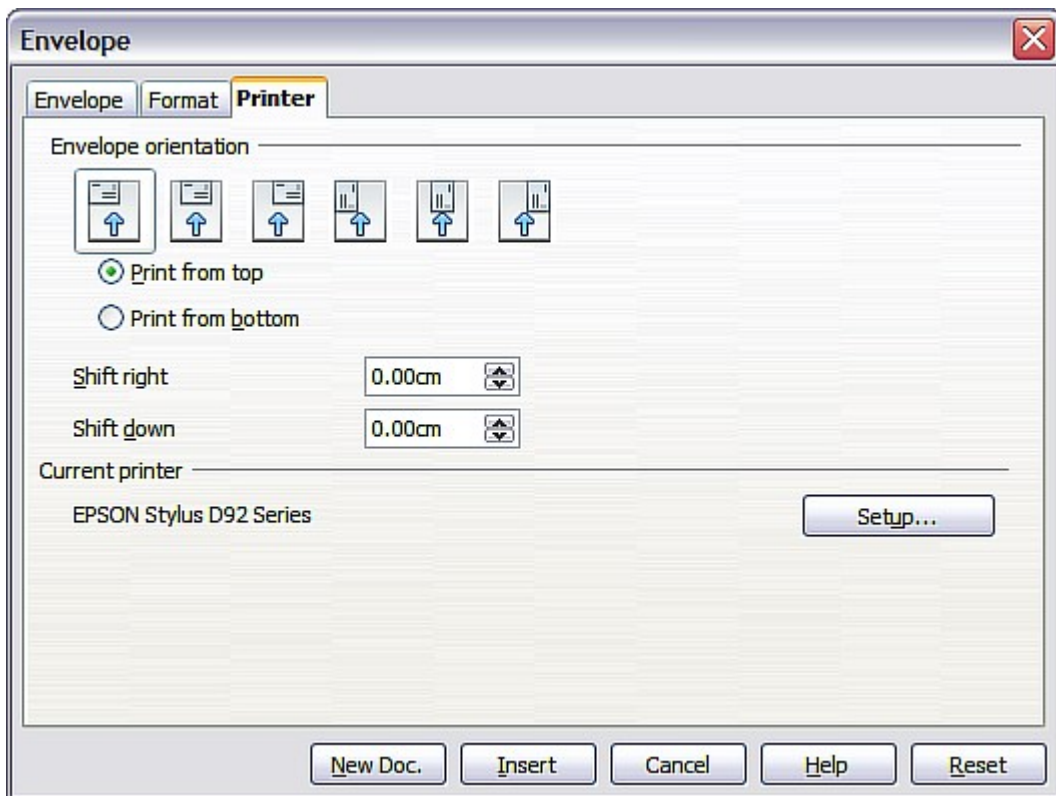 Envelope
Envelope Format Printer
Envelope orientation
Print from top
Print from bottom
Shift right 0.00cm
Shift down 0.00cm
Current printer
EPSON Stylus D92 Series Setup...
New Doc. Insert Cancel Help Reset